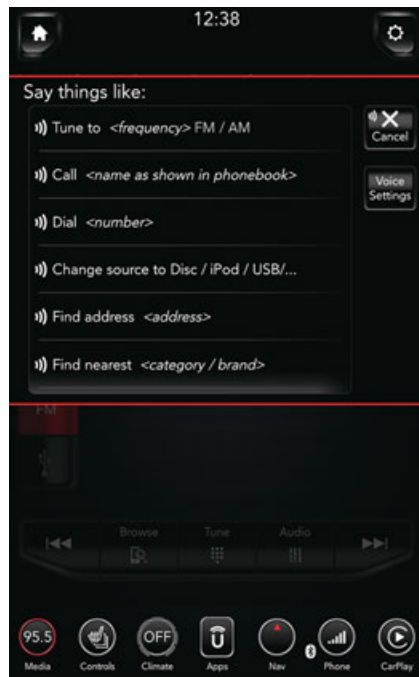 12:38
Say things like:
Tune to <frequency> FM / AM
Call <name as shown in phonebook>
Dial <number>
Change source to Disc / iPod / USB/...
Find address <address>
Find nearest <category / brand>
Cancel
Voice
Settings
FM
Browse Tune Audio
95.5 OFF
Media Controls Climate Apps Nav Phone CarPlay